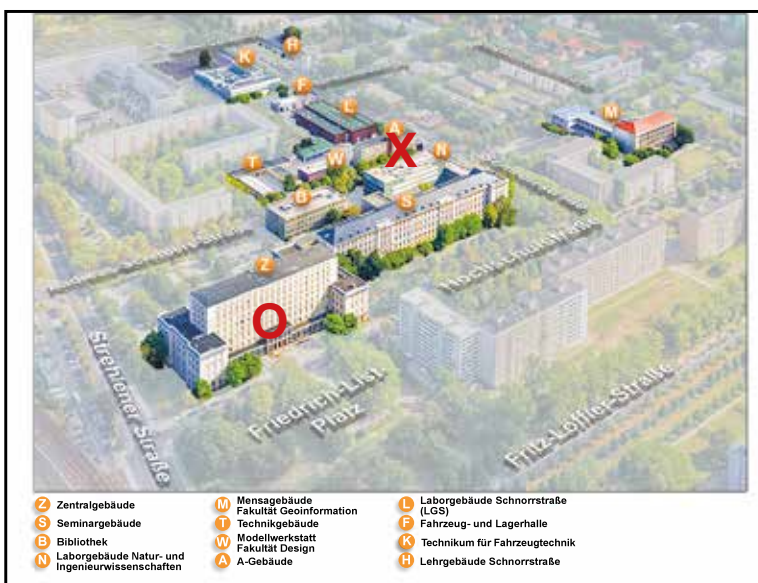 H
K
F
L
M
A
X
N
T
W
B
S
Hochschulstraße
Z
O
Strehlener Straße
Friedrich-List-
Platz
Fritz-Löffler-Straße
Z Zentralgebäude
S Seminargebäude
B Bibliothek
N Laborgebäude Natur- und
Ingenieurwissenschaften
M Mensagebäude
Fakultät Geoinformation
T Technikgebäude
W Modellwerkstatt
Fakultät Design
A A-Gebäude
L Laborgebäude Schnorrstraße
(LGS)
F Fahrzeug- und Lagerhalle
K Technikum für Fahrzeugtechnik
H Lehrgebäude Schnorrstraße